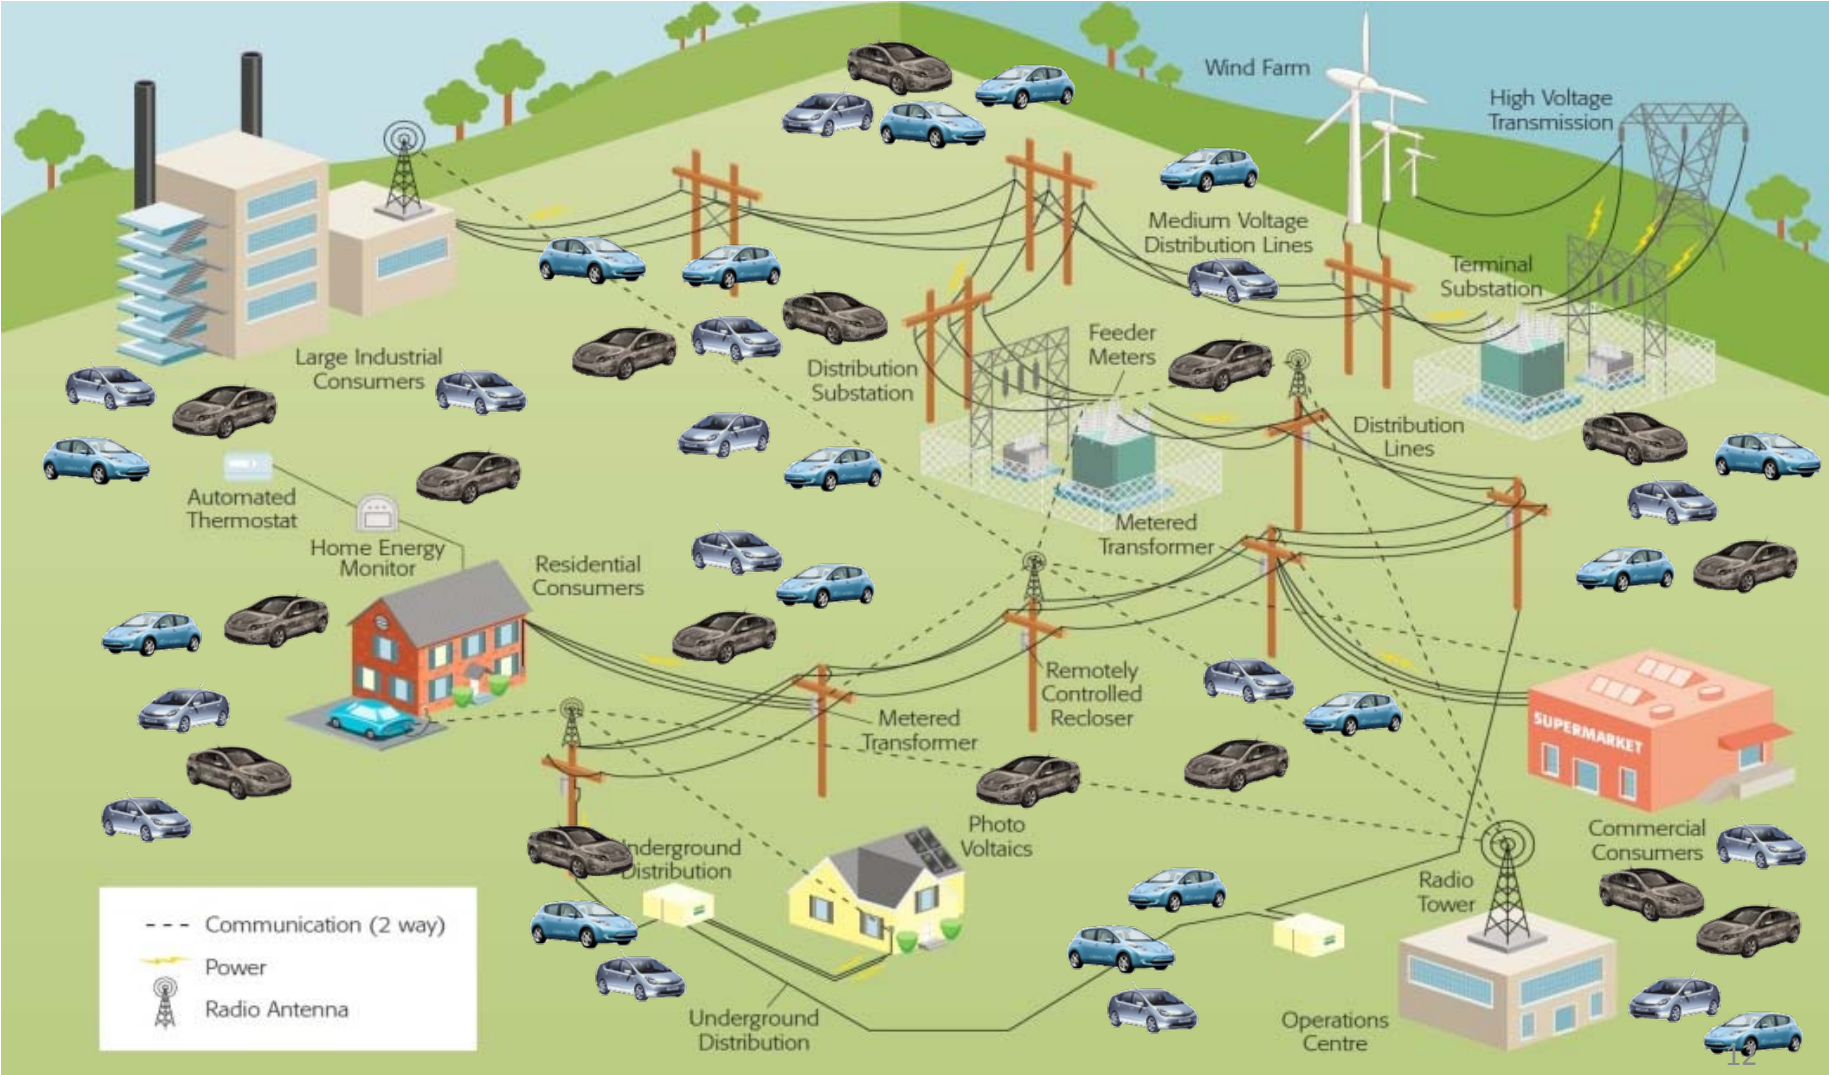 Wind Farm
High Voltage
Transmission
Medium Voltage
Distribution Lines
Terminal
Substation
Feeder
Meters
Large Industrial
Consumers
Distribution
Substation
Distribution
Lines
Automated
Thermostat
Metered
Transformer
Home Energy
Monitor
Residential
Consumers
Remotely
Controlled
Recloser
Metered
Transformer
SUPERMARKET
Photo
Voltaics
Commercial
Consumers
nderground
Distribution
Radio
Tower
Communication (2 way)
Power
Radio Antenna
Underground
Distribution
Operations
Centre
12